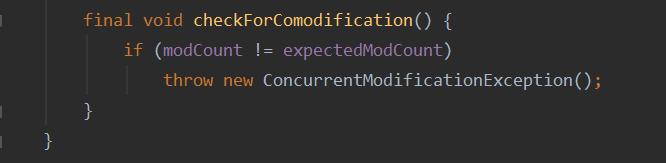 final void checkForComodification() {
if (modCount != expectedModCount)
throw new ConcurrentModificationException();
}
}